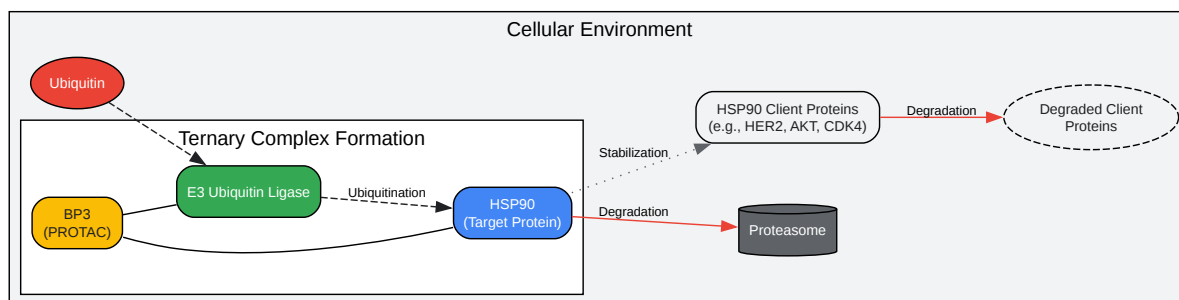 Cellular Environment
Ubiquitin
Ternary Complex Formation
E3 Ubiquitin Ligase
BP3
(PROTAC)
Ubiquitination
HSP90
(Target Protein)
Stabilization
Degradation
HSP90 Client Proteins
(e.g., HER2, AKT, CDK4)
Degradation
Degraded Client
Proteins
Proteasome